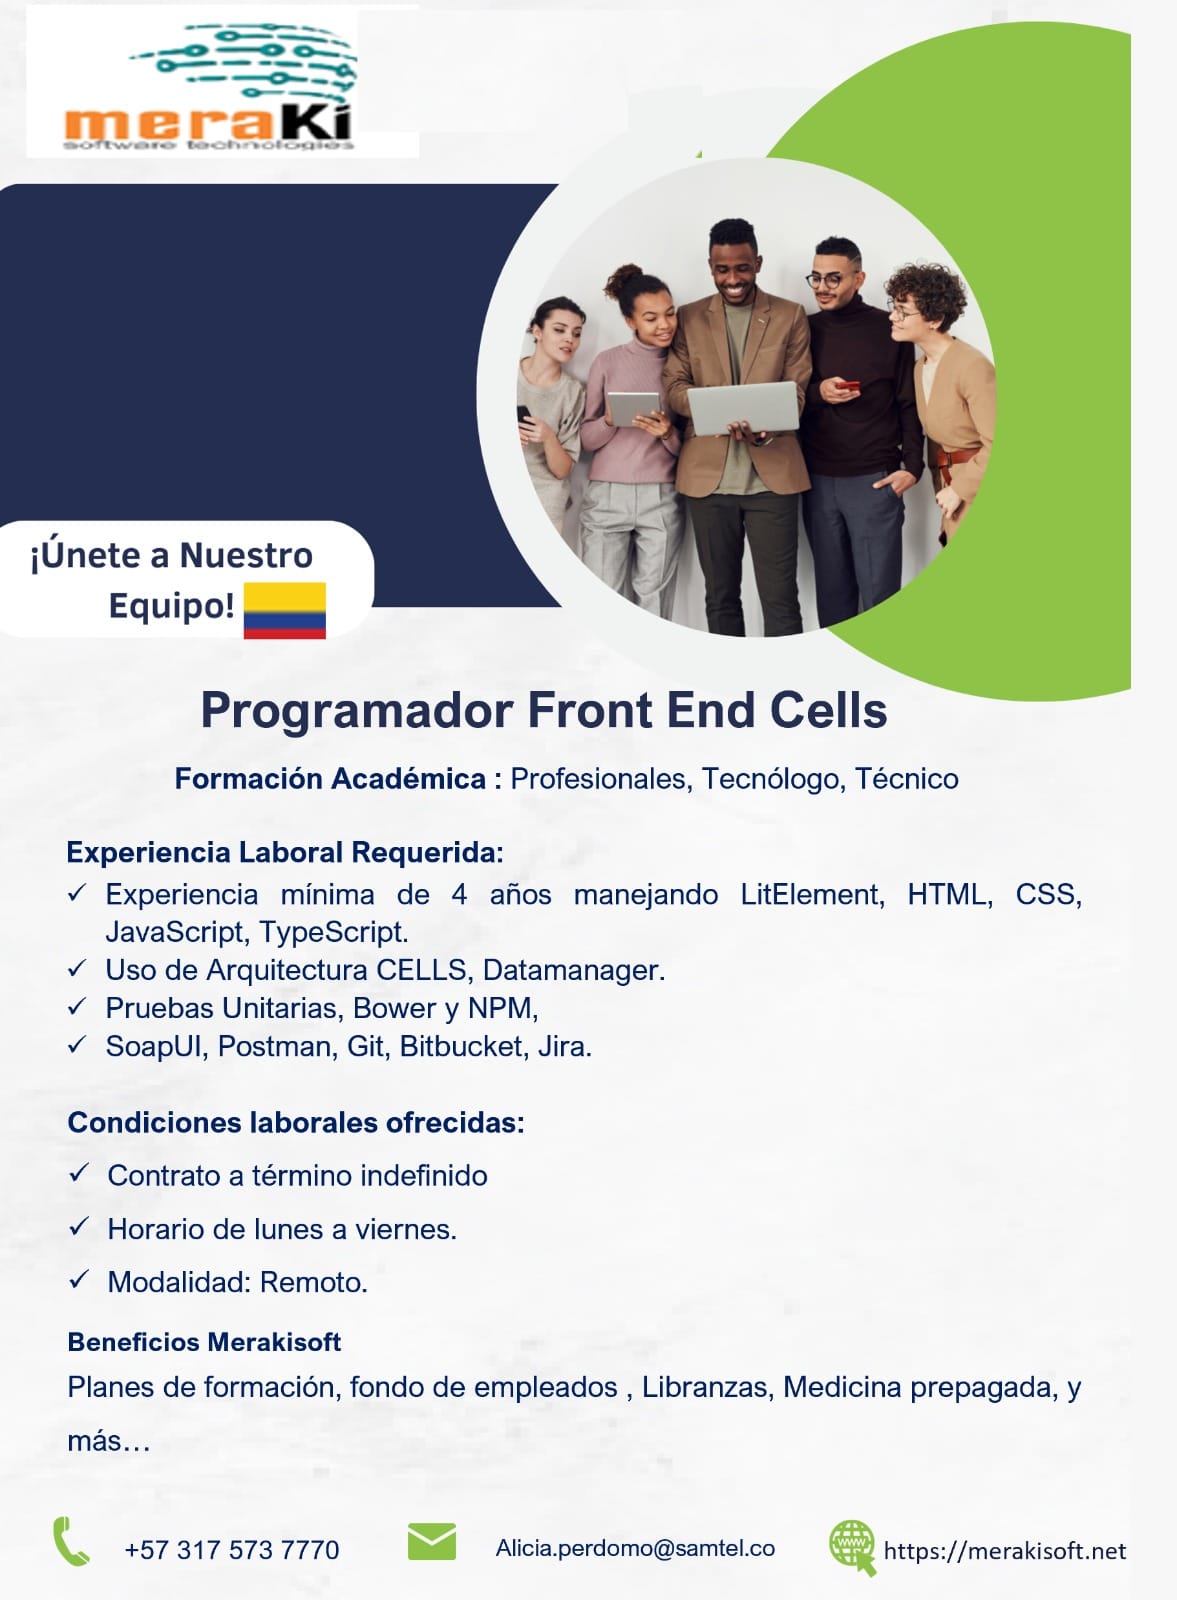 meraKi
software technologies
¡Únete a Nuestro
Equipo!
Programador Front End Cells
Formación Académica : Profesionales, Tecnólogo, Técnico
Experiencia Laboral Requerida:
✓ Experiencia mínima de 4 años manejando LitElement, HTML, CSS,
JavaScript, TypeScript.
✓ Uso de Arquitectura CELLS, Datamanager.
✓ Pruebas Unitarias, Bower y NPM,
✓ SoapUI, Postman, Git, Bitbucket, Jira.
Condiciones laborales ofrecidas:
✓ Contrato a término indefinido
✓ Horario de lunes a viernes.
✓ Modalidad: Remoto.
Beneficios Merakisoft
Planes de formación, fondo de empleados , Libranzas, Medicina prepagada, y
más…
+57 317 573 7770
Alicia.perdomo@samtel.co
www
https://merakisoft.net